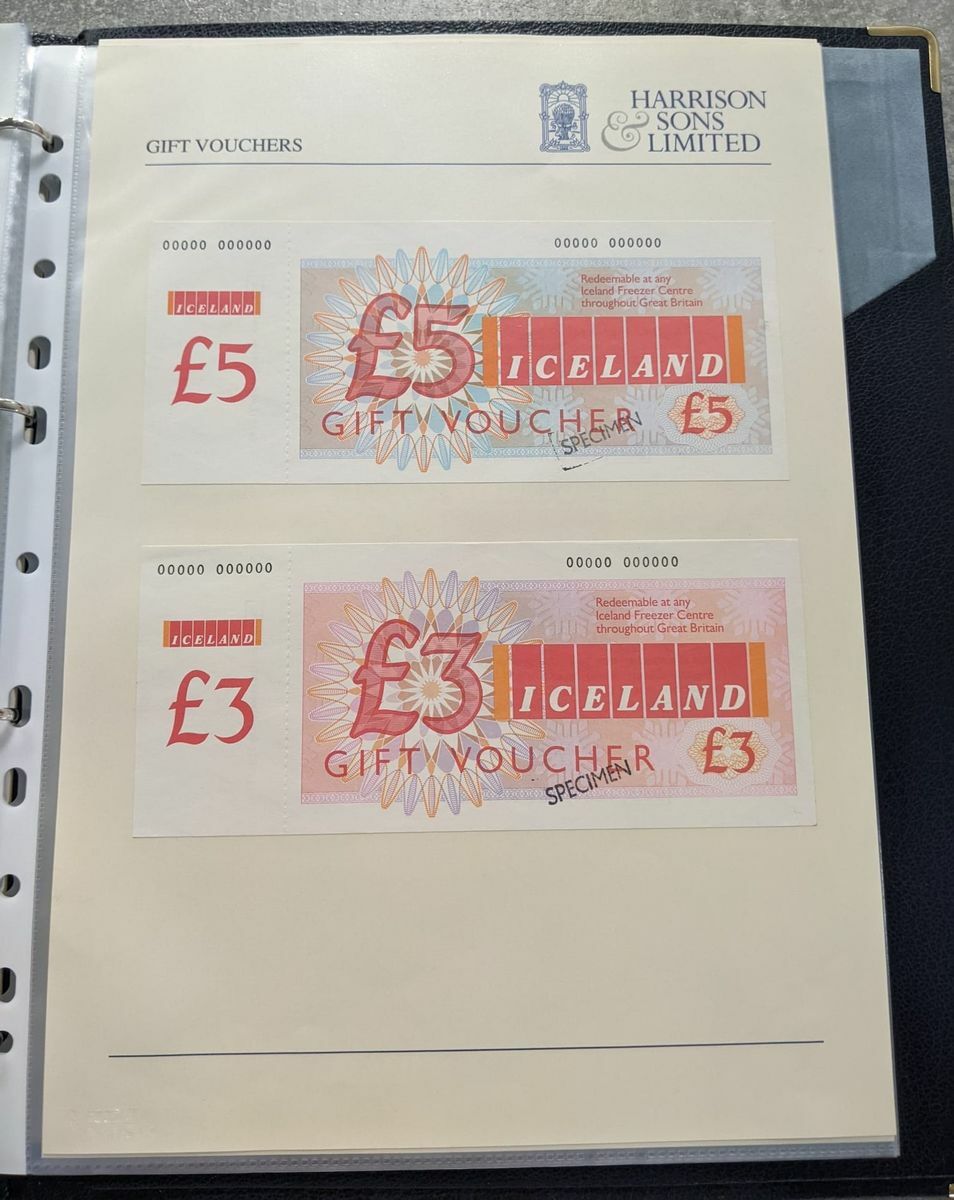 GIFT VOUCHERS
HARRISON
& SONS
LIMITED
00000 000000
00000 000000
ICELAND
£5
£5
Redeemable at any
Iceland Freezer Centre
throughout Great Britain
ICELAND
GIFT VOUCHER
£5
SPECIMEN
00000 000000
00000 000000
ICELAND
£3
£3
Redeemable at any
Iceland Freezer Centre
throughout Great Britain
ICELAND
GIFT VOUCHER
£3
SPECIMEN